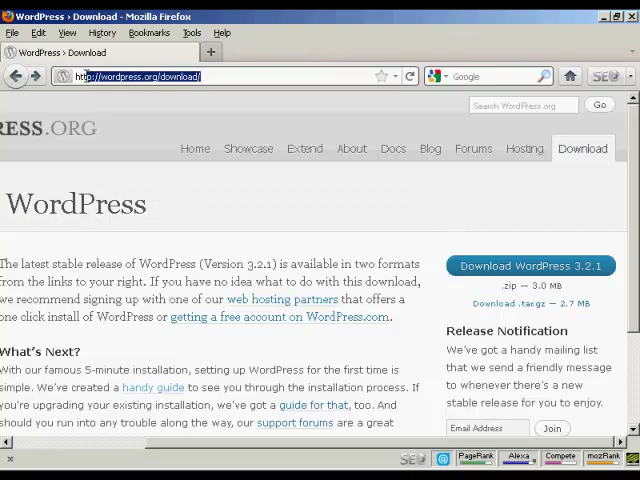 WordPress › Download - Mozilla Firefox
File Edit View History Bookmarks Tools Help
WordPress › Download
http://wordpress.org/download/
Google
SEO
Search WordPress.org
Go
RESS.ORG
Home Showcase Extend About Docs Blog Forums Hosting Download
WordPress
The latest stable release of WordPress (Version 3.2.1) is available in two formats
from the links to your right. If you have no idea what to do with this download,
we recommend signing up with one of our web hosting partners that offers a
one click install of WordPress or getting a free account on WordPress.com.
What's Next?
With our famous 5-minute installation, setting up WordPress for the first time is
simple. We've created a handy guide to see you through the installation process. If
you're upgrading your existing installation, we've got a guide for that, too. And
should you run into any trouble along the way, our support forums are a great
Download WordPress 3.2.1
.zip — 3.0 MB
Download .tar.gz — 2.7 MB
Release Notification
We've got a handy mailing list
that we send a friendly message
to whenever there's a new
stable release for you to enjoy.
Email Address
Join
SEO
PageRank
Alexa
Compete
mozRank